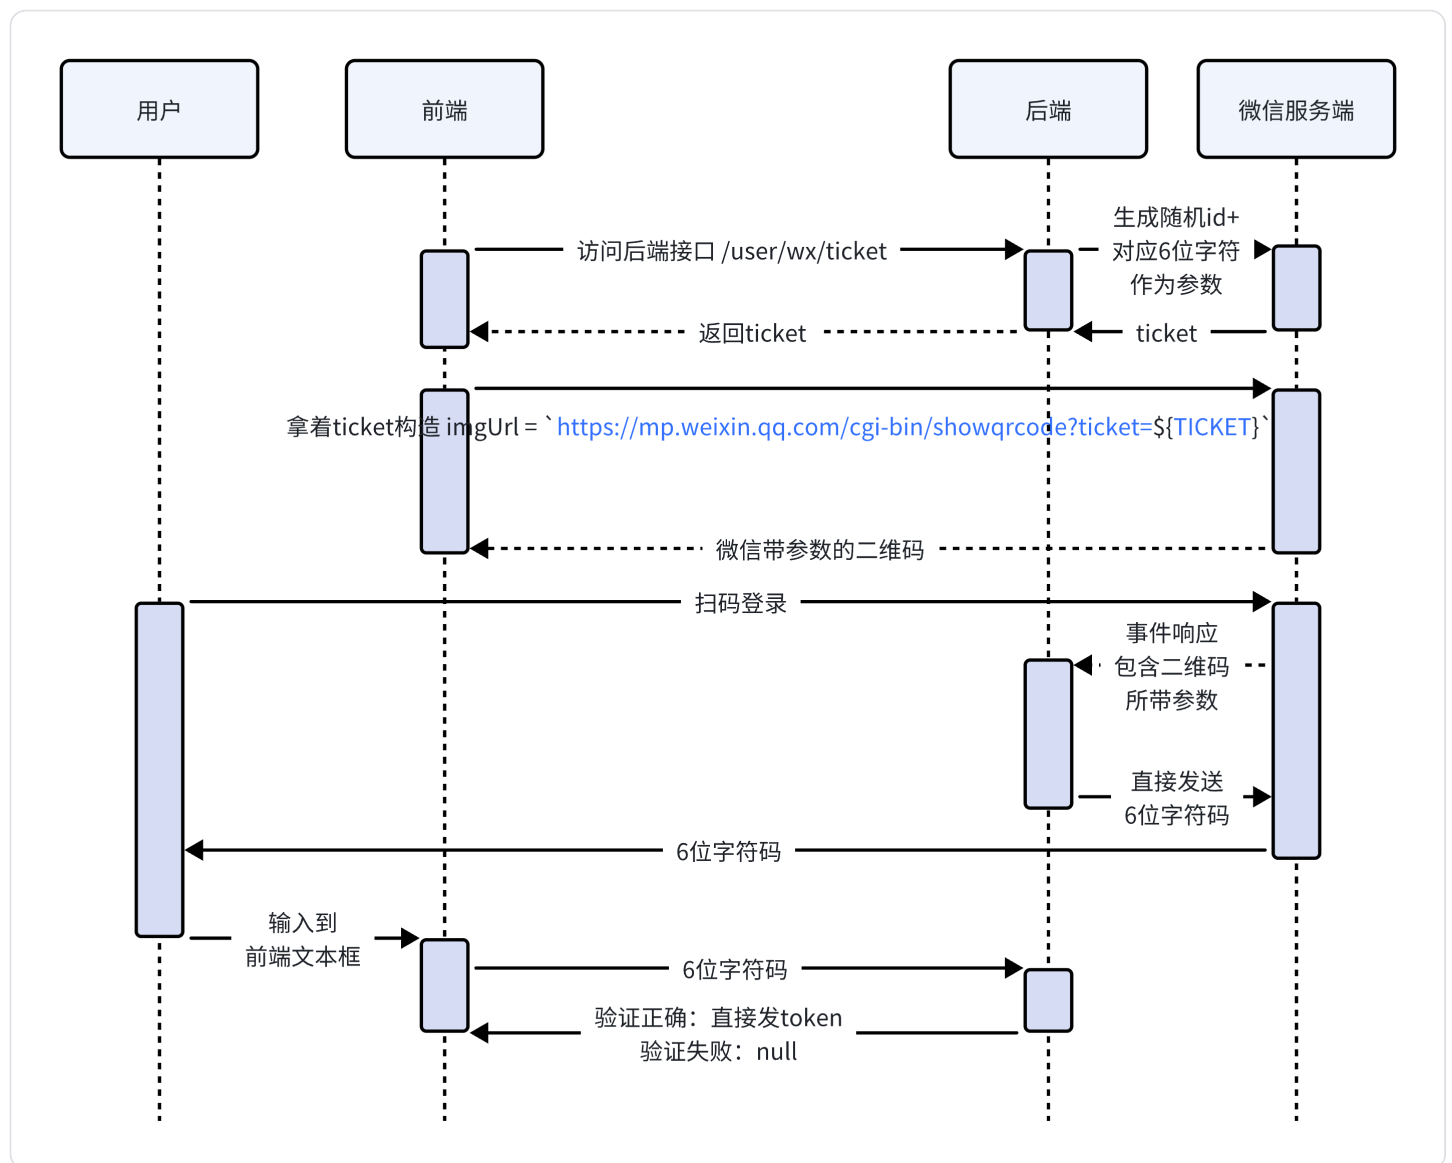 用户
前端
后端
微信服务端
生成随机id+
访问后端接口 /user/wx/ticket
对应6位字符
作为参数
返回ticket
ticket
拿着ticket构造 imgUrl = `https://mp.weixin.qq.com/cgi-bin/showqrcode?ticket=${TICKET}`
微信带参数的二维码
扫码登录
事件响应
包含二维码
所带参数
直接发送
6位字符码
6位字符码
输入到
前端文本框
6位字符码
验证正确：直接发token
验证失败：null